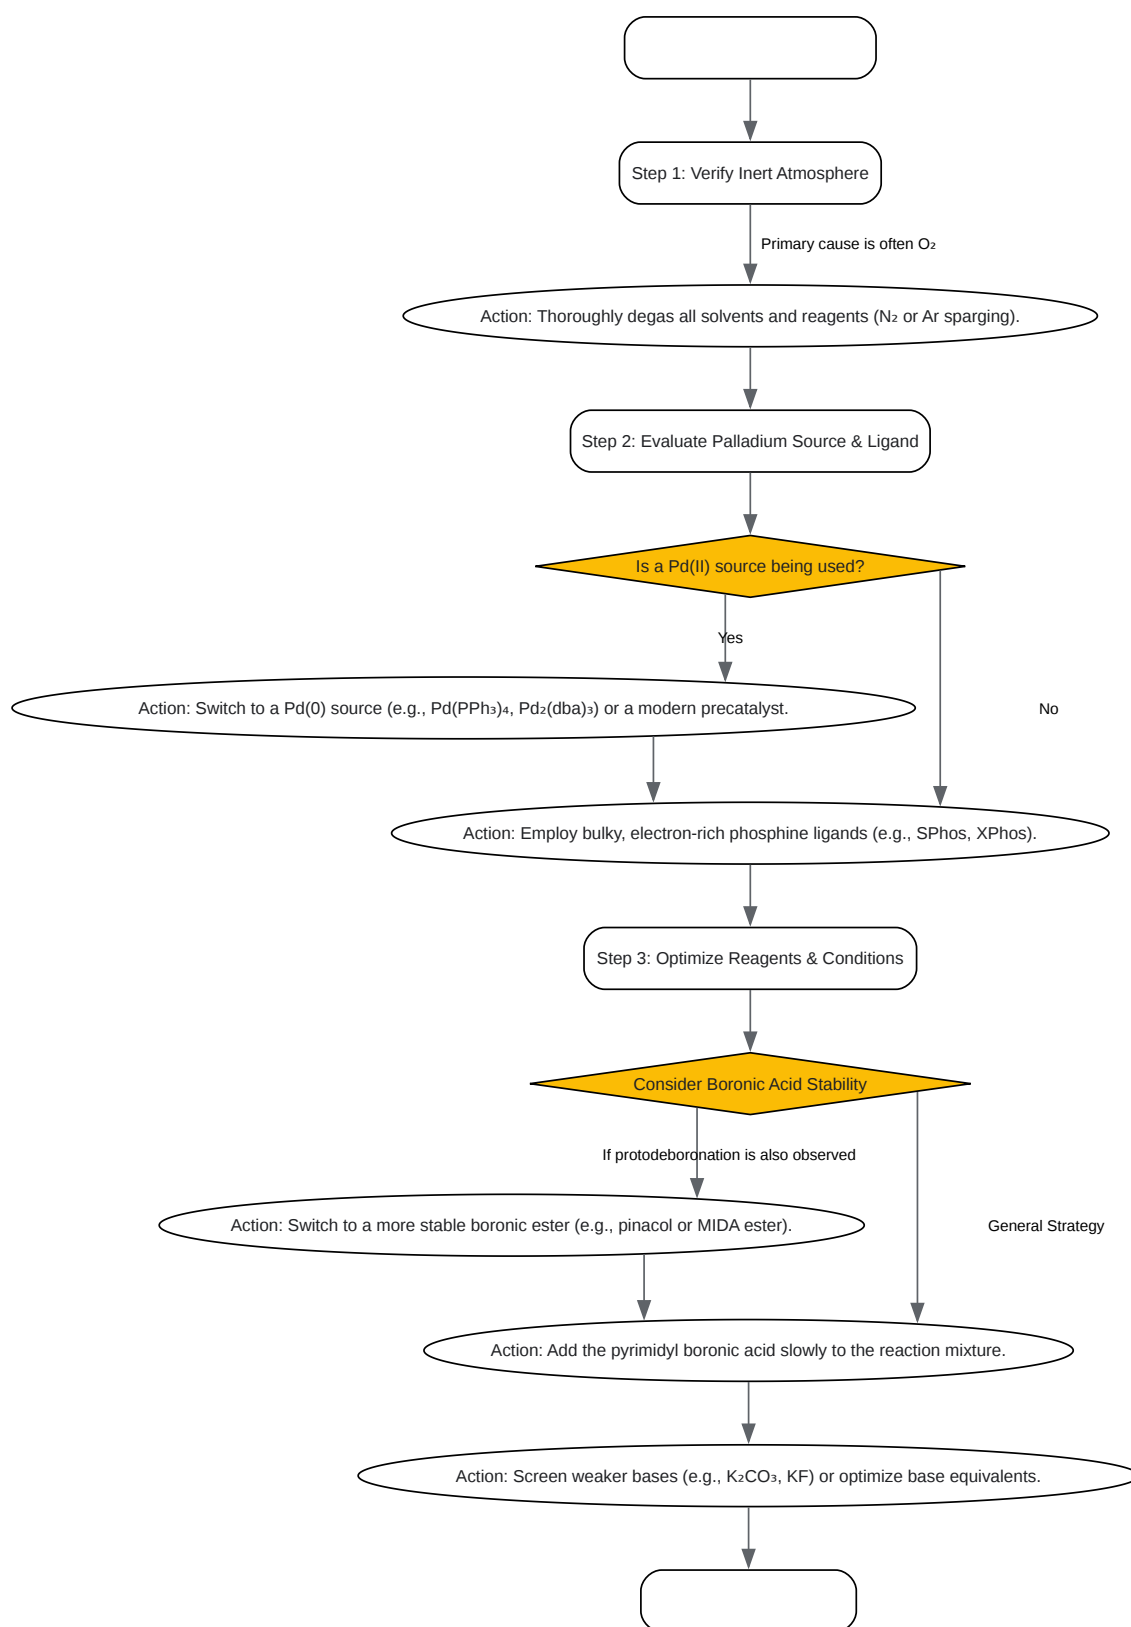 Step 1: Verify Inert Atmosphere
Primary cause is often O₂
Action: Thoroughly degas all solvents and reagents (N₂ or Ar sparging).
Step 2: Evaluate Palladium Source & Ligand
Is a Pd(II) source being used?
Yes
Action: Switch to a Pd(0) source (e.g., Pd(PPh₃)₄, Pd₂(dba)₃) or a modern precatalyst.
No
Action: Employ bulky, electron-rich phosphine ligands (e.g., SPhos, XPhos).
Step 3: Optimize Reagents & Conditions
Consider Boronic Acid Stability
If protodeboronation is also observed
Action: Switch to a more stable boronic ester (e.g., pinacol or MIDA ester).
General Strategy
Action: Add the pyrimidyl boronic acid slowly to the reaction mixture.
Action: Screen weaker bases (e.g., K₂CO₃, KF) or optimize base equivalents.